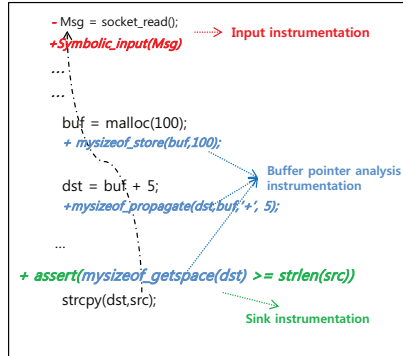 - Msg = socket_read();
+Symbolic_input(Msg)
Input instrumentation
...
...
buf = malloc(100);
+ mysizeof_store(buf,100);
Buffer pointer analysis
instrumentation
dst = buf + 5;
+mysizeof_propagate(dst,buf,'+', 5);
...
+ assert(mysizeof_getspace(dst) >= strlen(src))
strcpy(dst,src);
Sink instrumentation